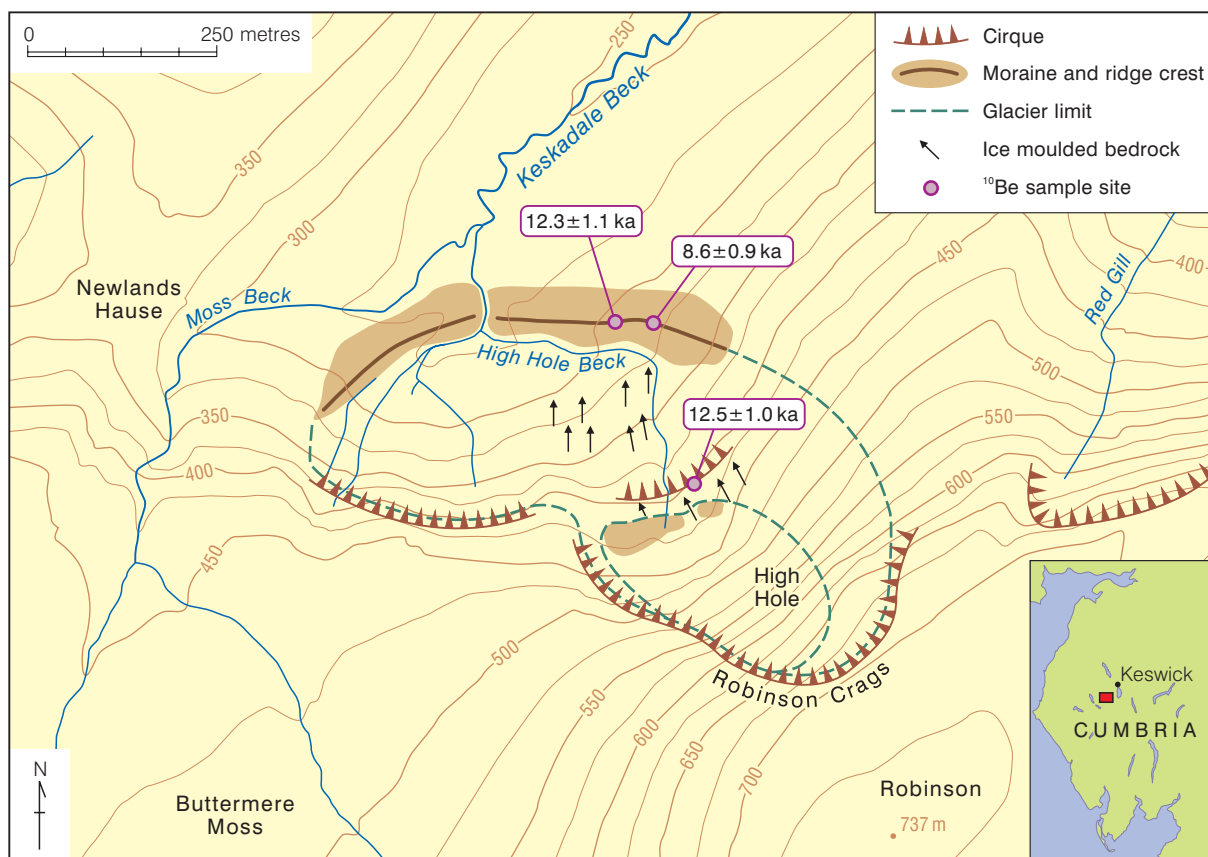 0
250 metres
Cirque
Moraine and ridge crest
Glacier limit
Ice moulded bedrock
¹⁰Be sample site
250
350
300
Keskadale Beck
12.3±1.1 ka
8.6±0.9 ka
450
400
Red Gill
Newlands
Hause
Moss Beck
High Hole Beck
500
350
12.5±1.0 ka
550
400
600
450
High
Hole
500
Robinson Crags
550
600
650
700
N
Buttermere
Moss
Robinson
737 m
Keswick
CUMBRIA